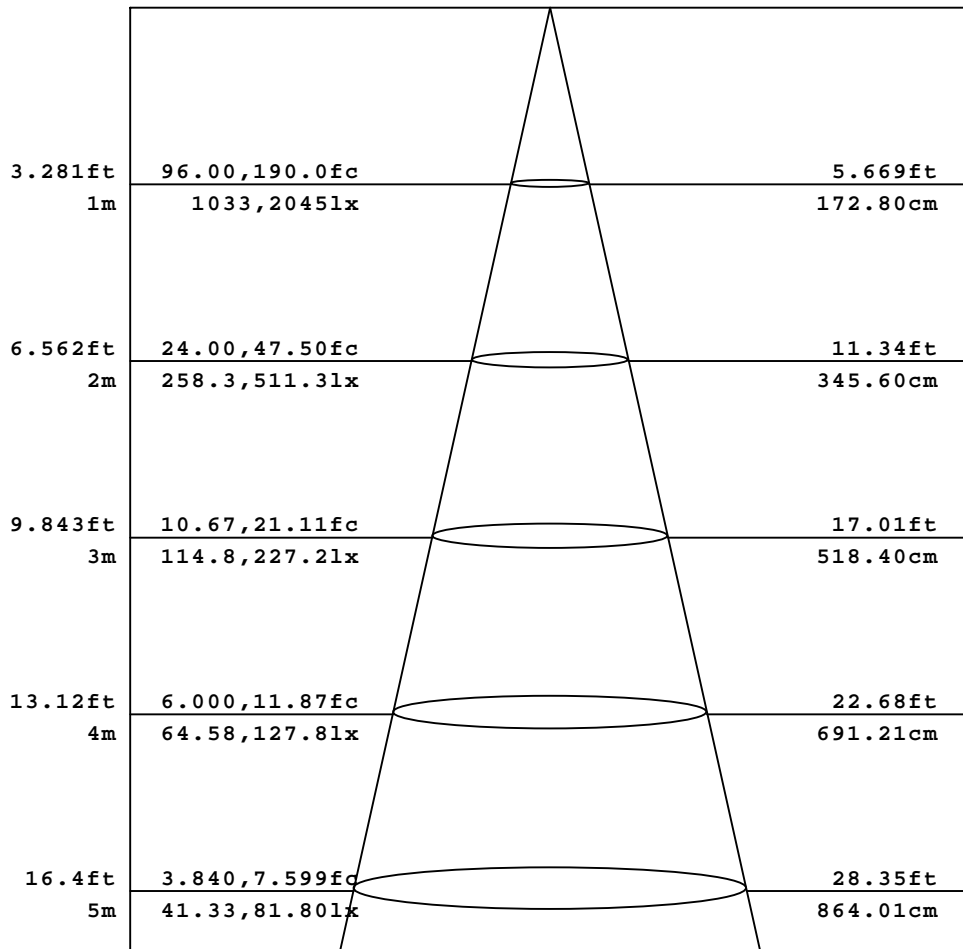 3.281ft 96.00,190.0fc 5.669ft
1m 1033,2045lx 172.80cm
6.562ft 24.00,47.50fc 11.34ft
2m 258.3,511.3lx 345.60cm
9.843ft 10.67,21.11fc 17.01ft
3m 114.8,227.2lx 518.40cm
13.12ft 6.000,11.87fc 22.68ft
4m 64.58,127.8lx 691.21cm
16.4ft 3.840,7.599fc 28.35ft
5m 41.33,81.80lx 864.01cm